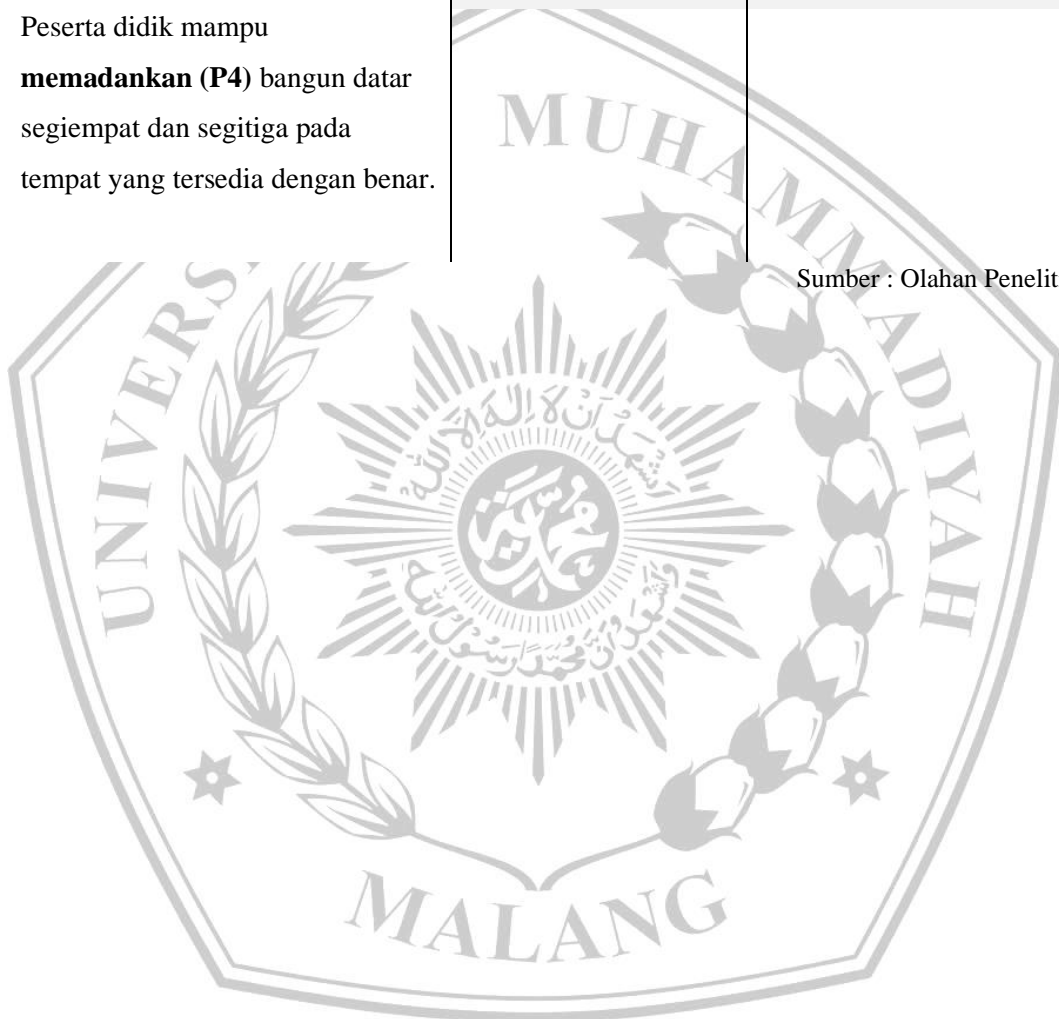 Peserta didik mampu
memadankan (P4) bangun datar
segiempat dan segitiga pada
tempat yang tersedia dengan benar.
Sumber : Olahan Penelit
MUHAMMADIYAH
MALANG